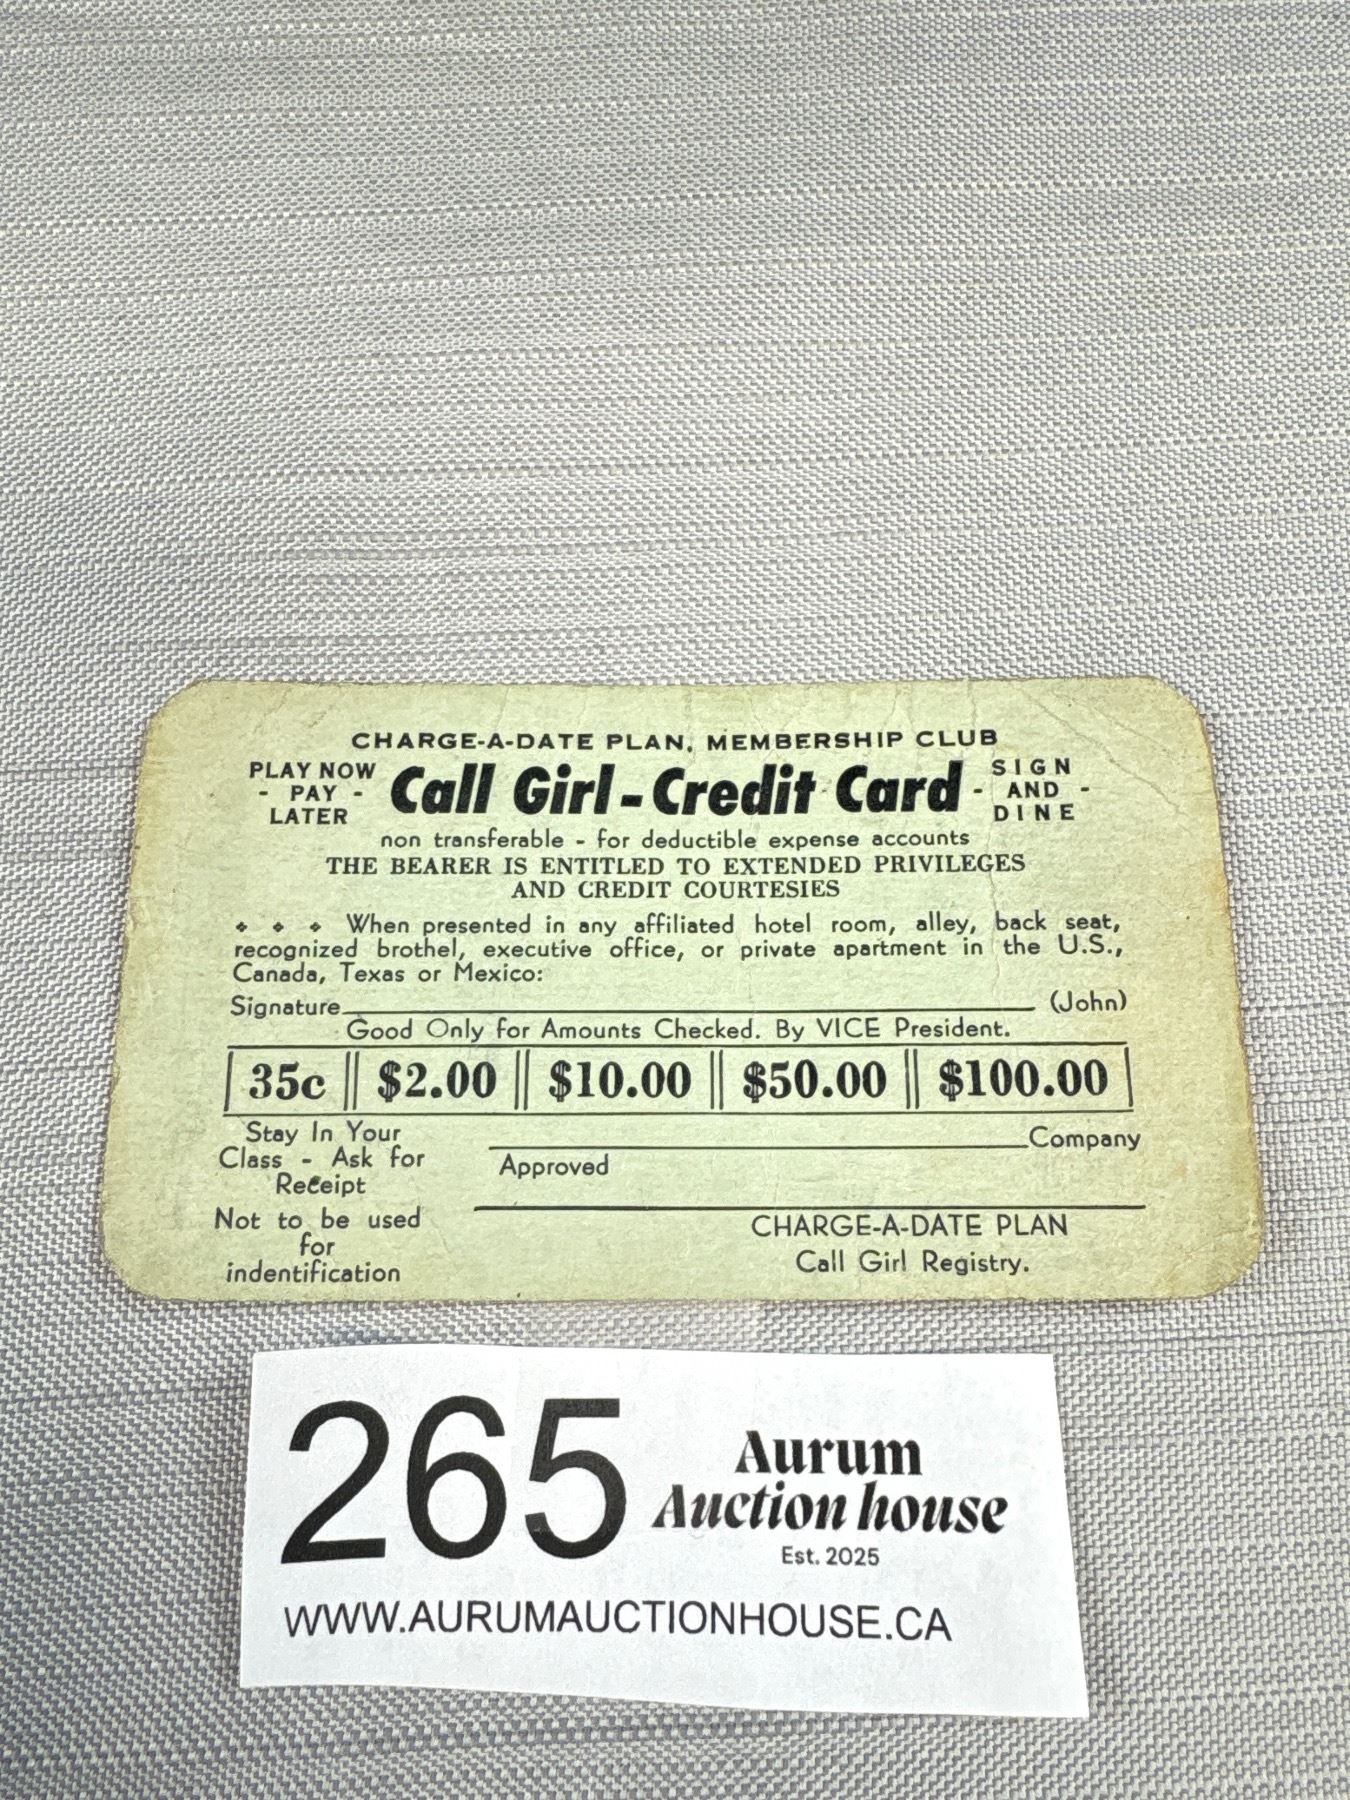 CHARGE-A-DATE PLAN, MEMBERSHIP CLUB
PLAY NOW
- PAY -
LATER
Call Girl - Credit Card
SIGN
- AND -
DINE
non transferable - for deductible expense accounts
THE BEARER IS ENTITLED TO EXTENDED PRIVILEGES
AND CREDIT COURTESIES
When presented in any affiliated hotel room, alley, back seat,
recognized brothel, executive office, or private apartment in the U.S.,
Canada, Texas or Mexico:
Signature (John)
Good Only for Amounts Checked. By VICE President.
35c $2.00 $10.00 $50.00 $100.00
Stay In Your
Class - Ask for
Receipt
Company
Approved
Not to be used
for
indentification
CHARGE-A-DATE PLAN
Call Girl Registry.
265
Aurum
Auction house
Est. 2025
WWW.AURUMAUCTIONHOUSE.CA